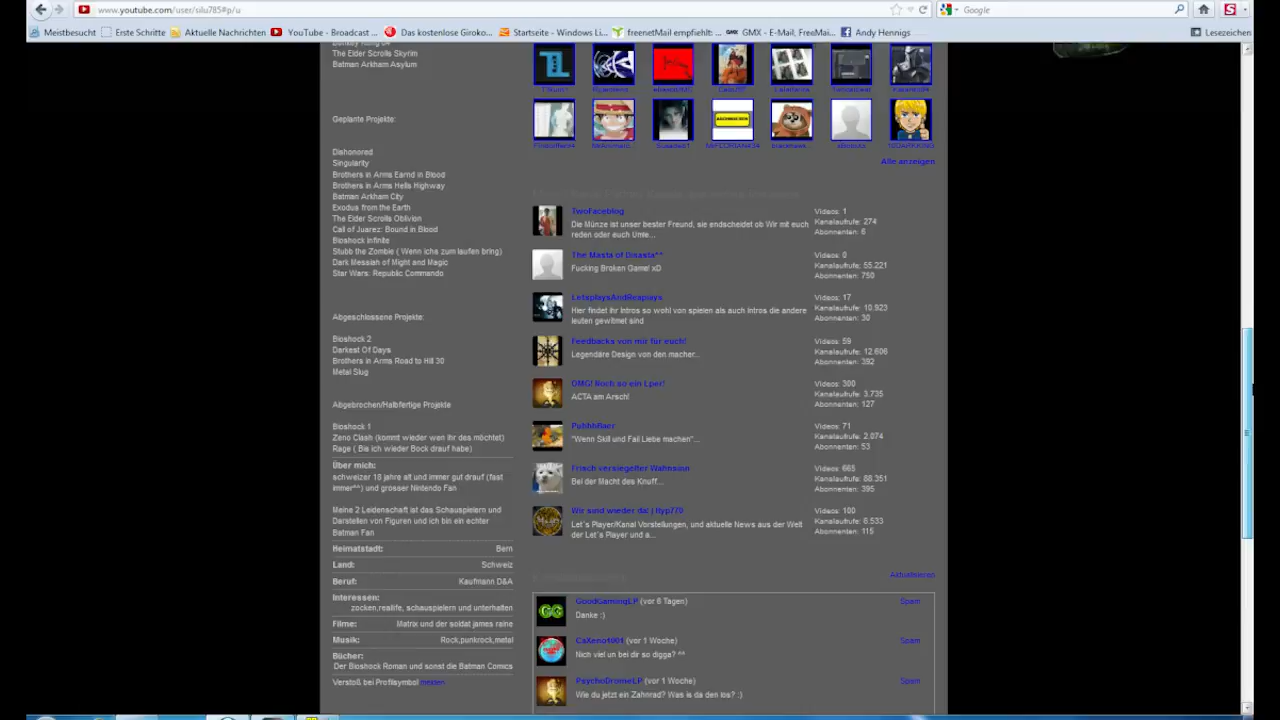 www.youtube.com/user/silu785#p/u
Google
Meistbesucht
Erste Schritte
Aktuelle Nachrichten
YouTube - Broadcast ...
Das kostenlose Giroko...
Startseite - Windows Li...
freenetMail empfiehlt: ...
GMX - E-Mail, FreeMai...
Andy Hennigs
Lesezeichen
The Elder Scrolls Skyrim
Batman Arkham Asylum
Geplante Projekte:
Dishonored
Singularity
Brothers in Arms Earnd in Blood
Brothers in Arms Hells Highway
Batman Arkham City
Exodus from the Earth
The Elder Scrolls Oblivion
Call of Juarez: Bound in Blood
Bioshock infinite
Stubb the Zombie ( Wenn ichs zum laufen bring)
Dark Messiah of Might and Magic
Star Wars: Republic Commando
Abgeschlossene Projekte:
Bioshock 2
Darkest Of Days
Brothers in Arms Road to Hill 30
Metal Slug
Abgebrochen/Halbfertige Projekte
Bioshock 1
Zeno Clash (kommt wieder wen ihr des möchtet)
Rage ( Bis ich wieder Bock drauf habe)
Über mich:
schweizer 18 jahre alt und immer gut drauf (fast
immer^^) und grosser Nintendo Fan
Meine 2 Leidenschaft ist das Schauspielern und
Darstellen von Figuren und ich bin ein echter
Batman Fan
Heimatstadt: Bern
Land: Schweiz
Beruf: Kaufmann D&A
Interessen:
zocken,reallife, schauspielern und unterhalten
Filme: Matrix und der soldat james raine
Musik: Rock,punkrock,metal
Bücher:
Der Bioshock Roman und sonst die Batman Comics
Verstoß bei Profilsymbol melden
Alle anzeigen
TwoFaceblog
Die Münze ist unser bester Freund, sie endscheidet ob Wir mit euch
reden oder euch Umle...
Videos: 1
Kanalaufrufe: 274
Abonnenten: 6
The Masta of Disasta^^
Fucking Broken Game! xD
Videos: 0
Kanalaufrufe: 55.221
Abonnenten: 750
LetsplaysAndReaplays
Hier findet ihr Intros so wohl von spielen als auch Intros die andere
leuten gewitmet sind
Videos: 17
Kanalaufrufe: 10.923
Abonnenten: 30
Feedbacks von mir für euch!
Legendäre Design von den macher...
Videos: 59
Kanalaufrufe: 12.606
Abonnenten: 392
OMG! Noch so ein Lper!
ACTA am Arsch!
Videos: 300
Kanalaufrufe: 3.735
Abonnenten: 127
"Wenn Skill und Fail Liebe machen"...
Videos: 71
Kanalaufrufe: 2.074
Abonnenten: 53
Frisch versiegelter Wahnsinn
Bei der Macht des Knuff...
Videos: 665
Kanalaufrufe: 88.351
Abonnenten: 395
Wir sind wieder da:
Let´s Player/Kanal Vorstellungen, und aktuelle News aus der Welt
der Let´s Player und a...
Videos: 100
Kanalaufrufe: 6.533
Abonnenten: 115
Aktualisieren
GoodGamingLP (vor 6 Tagen)
Spam
Danke :)
CsXeno1001 (vor 1 Woche)
Spam
Nich viel un bei dir so digga? ^^
PsychoDromeLP (vor 1 Woche)
Spam
Wie du jetzt ein Zahnrad? Was is da den los? :)